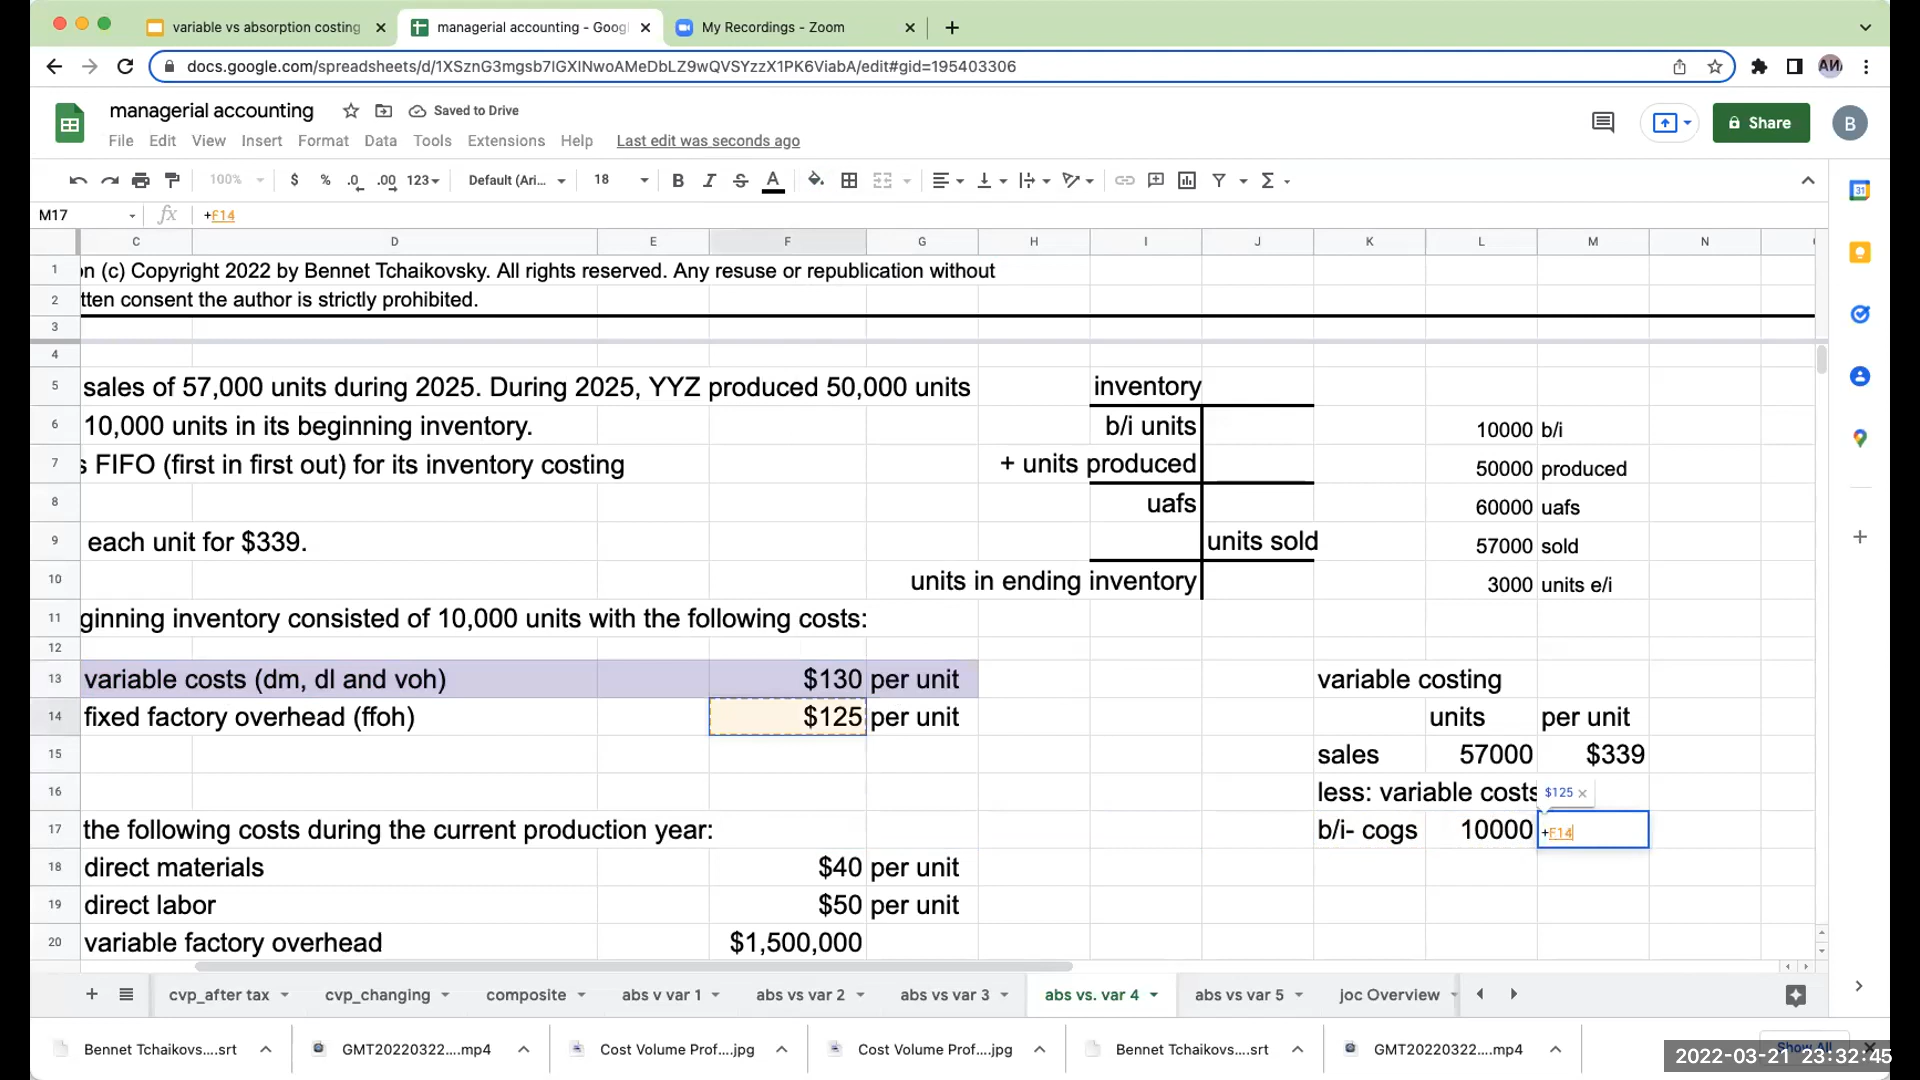 variable vs absorption costing
managerial accounting - Goog
My Recordings - Zoom
docs.google.com/spreadsheets/d/1XSznG3mgsb7lGXlNwoAMeDbLZ9wQVSYzzX1PK6ViabA/edit#gid=195403306
managerial accounting
Saved to Drive
Share
B
File Edit View Insert Format Data Tools Extensions Help Last edit was seconds ago
100% $ % .0 .00 123 Default (Ari... 18 B I S A
M17 fx +F14
C D E F G H I J K L M N
1 on (c) Copyright 2022 by Bennet Tchaikovsky. All rights reserved. Any resuse or republication without
2 tten consent the author is strictly prohibited.
3
4
5 sales of 57,000 units during 2025. During 2025, YYZ produced 50,000 units inventory
6 10,000 units in its beginning inventory. b/i units 10000 b/i
7 s FIFO (first in first out) for its inventory costing + units produced 50000 produced
8 uafs 60000 uafs
9 each unit for $339. units sold 57000 sold
10 units in ending inventory 3000 units e/i
11 ginning inventory consisted of 10,000 units with the following costs:
12
13 variable costs (dm, dl and voh) $130 per unit variable costing
14 fixed factory overhead (ffoh) $125 per unit units per unit
15 sales 57000 $339
16 less: variable costs $125 ×
17 the following costs during the current production year: b/i- cogs 10000 +F14
18 direct materials $40 per unit
19 direct labor $50 per unit
20 variable factory overhead $1,500,000
cvp_after tax cvp_changing composite abs v var 1 abs vs var 2 abs vs var 3 abs vs. var 4 abs vs var 5 joc Overview
Bennet Tchaikovs....srt GMT20220322....mp4 Cost Volume Prof....jpg Cost Volume Prof....jpg Bennet Tchaikovs....srt GMT20220322....mp4 Show All
2022-03-21 23:32:45